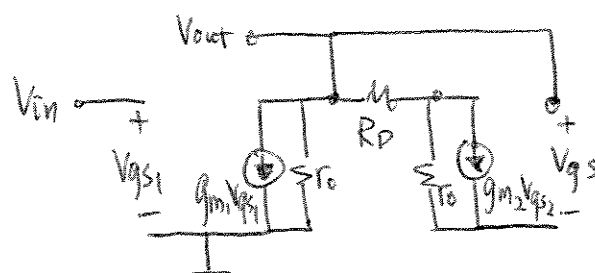 Vout
Vin
+
Vgs1
-
gm1Vgs1
ro
RD
ro
gm2Vgs2
+
Vgs
-